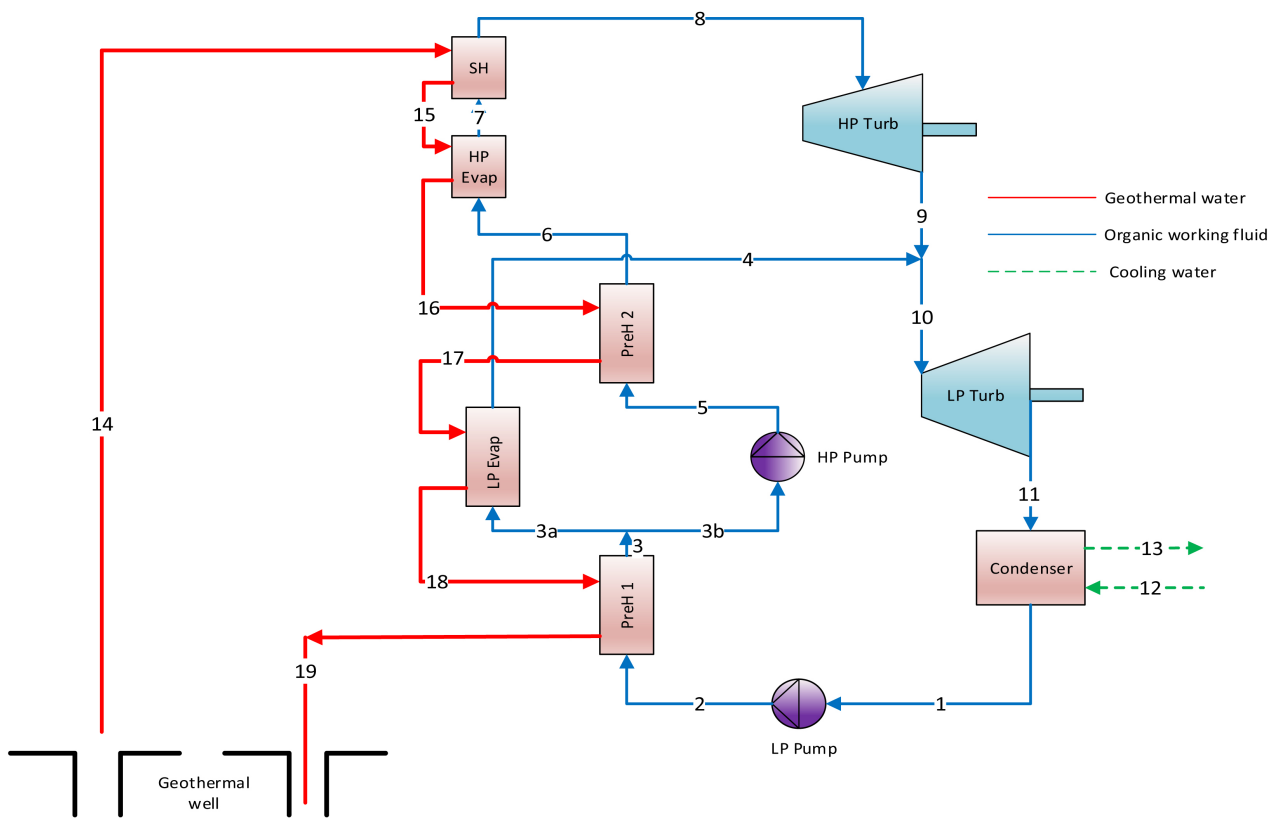 8
SH
15
7
HP Turb
HP
Evap
Geothermal water
9
6
Organic working fluid
4
Cooling water
16
10
PreH 2
17
LP Turb
5
14
LP Evap
HP Pump
11
3a
3b
3
13
Condenser
18
12
PreH 1
19
2
1
LP Pump
Geothermal
well